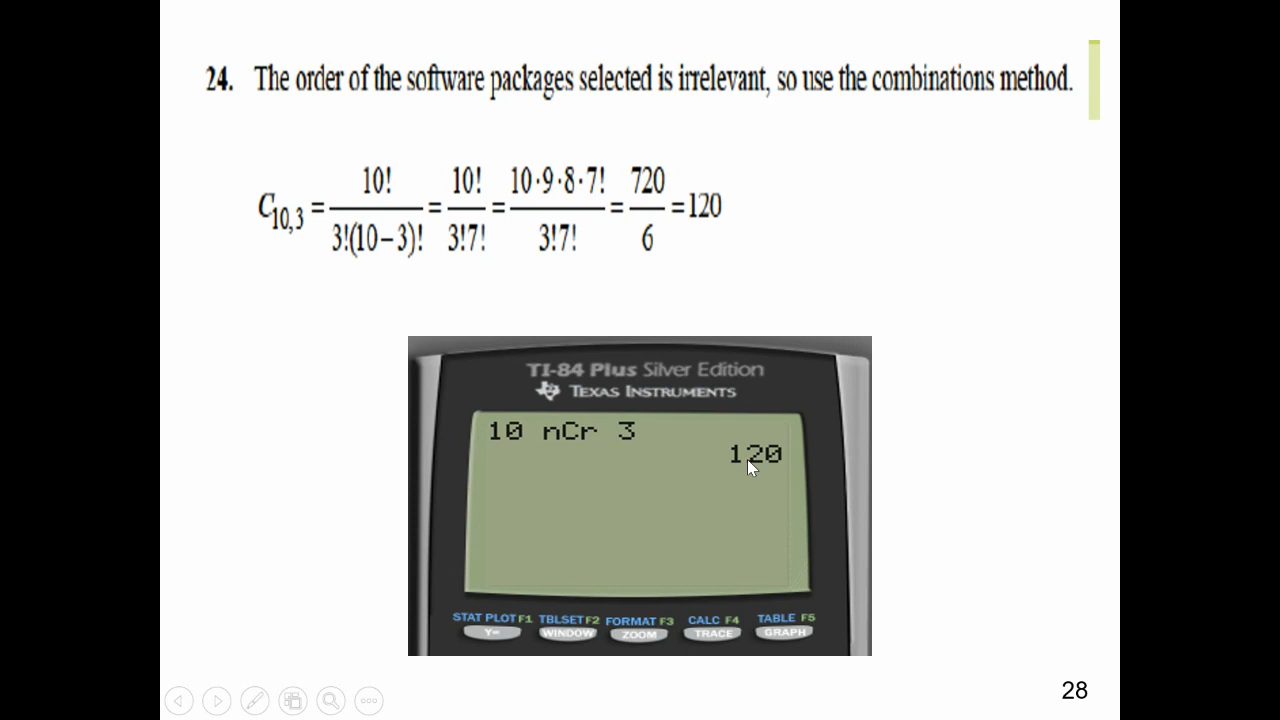 24. The order of the software packages selected is irrelevant, so use the combinations method.
C10,3 = 10!/3!(10−3)! = 10!/3!7! = 10·9·8·7!/3!7! = 720/6 = 120
TI-84 Plus Silver Edition
TEXAS INSTRUMENTS
10 nCr 3
120
STAT PLOT F1 TBLSET F2 FORMAT F3 CALC F4 TABLE F5
Y= WINDOW ZOOM TRACE GRAPH
28